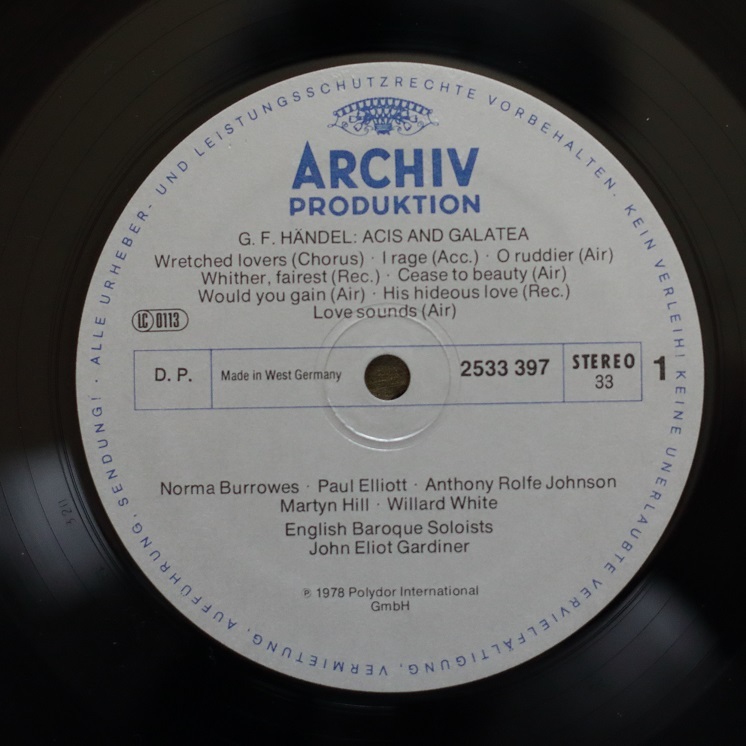 ALLE URHEBER- UND LEISTUNGSSCHUTZRECHTE VORBEHALTEN. KEIN VERLEIH! KEINE UNERLAUBTE VERVIELFÄLTIGUNG, VERMIETUNG, AUFFÜHRUNG, SENDUNG! ·
ARCHIV
PRODUKTION
G. F. HÄNDEL: ACIS AND GALATEA
Wretched lovers (Chorus) · I rage (Acc.) · O ruddier (Air)
Whither, fairest (Rec.) · Cease to beauty (Air)
Would you gain (Air) · His hideous love (Rec.)
Love sounds (Air)
LC 0113
D. P.
Made in West Germany
2533 397
STEREO
33
1
Norma Burrowes · Paul Elliott · Anthony Rolfe Johnson
Martyn Hill · Willard White
English Baroque Soloists
John Eliot Gardiner
℗ 1978 Polydor International
GmbH